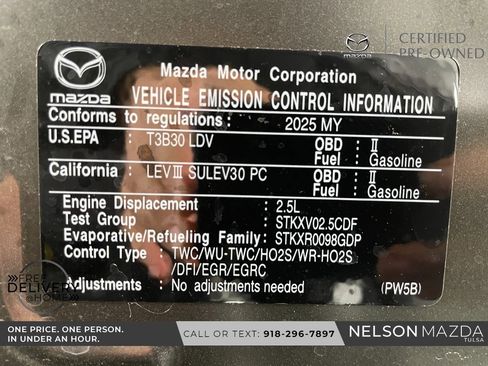 CERTIFIED
PRE-OWNED
mazda
Mazda Motor Corporation
VEHICLE EMISSION CONTROL INFORMATION
Conforms to regulations: 2025 MY
U.S.EPA : T3B30 LDV OBD : II
Fuel : Gasoline
California : LEVIII SULEV30 PC OBD : II
Fuel : Gasoline
Engine Displacement : 2.5L
Test Group : STKXV02.5CDF
Evaporative/Refueling Family: STKXR0098GDP
Control Type : TWC/WU-TWC/HO2S/WR-HO2S
/DFI/EGR/EGRC
Adjustments : No adjustments needed (PW5B)
FREE
DELIVERY
@HOME
ONE PRICE. ONE PERSON.
IN UNDER AN HOUR.
CALL OR TEXT: 918-296-7897
NELSON MAZDA
TULSA